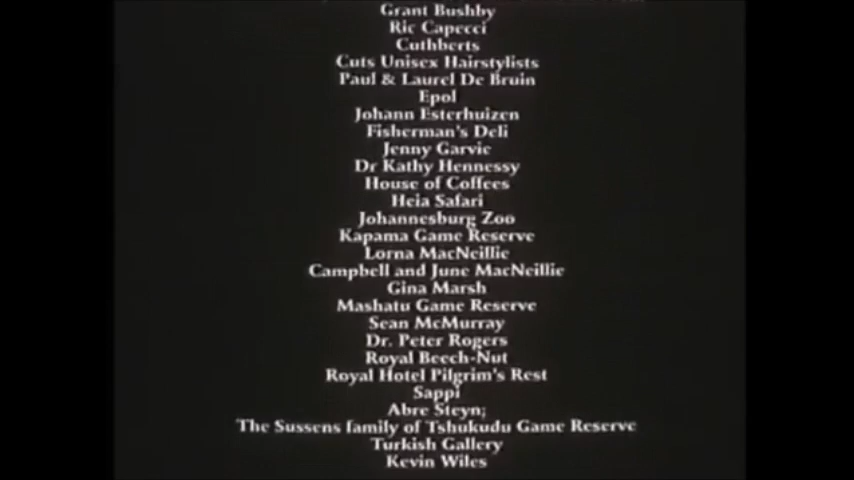 Grant Bushby
Ric Capecci
Cuthberts
Cuts Unisex Hairstylists
Paul & Laurel De Bruin
Epol
Johann Esterhuizen
Fisherman's Deli
Jenny Garvie
Dr Kathy Hennessy
House of Coffees
Heia Safari
Johannesburg Zoo
Kapama Game Reserve
Lorna MacNeillie
Campbell and June MacNeillie
Gina Marsh
Mashatu Game Reserve
Sean McMurray
Dr. Peter Rogers
Royal Beech-Nut
Royal Hotel Pilgrim's Rest
Sappi
Abre Steyn;
The Sussens family of Tshukudu Game Reserve
Turkish Gallery
Kevin Wiles